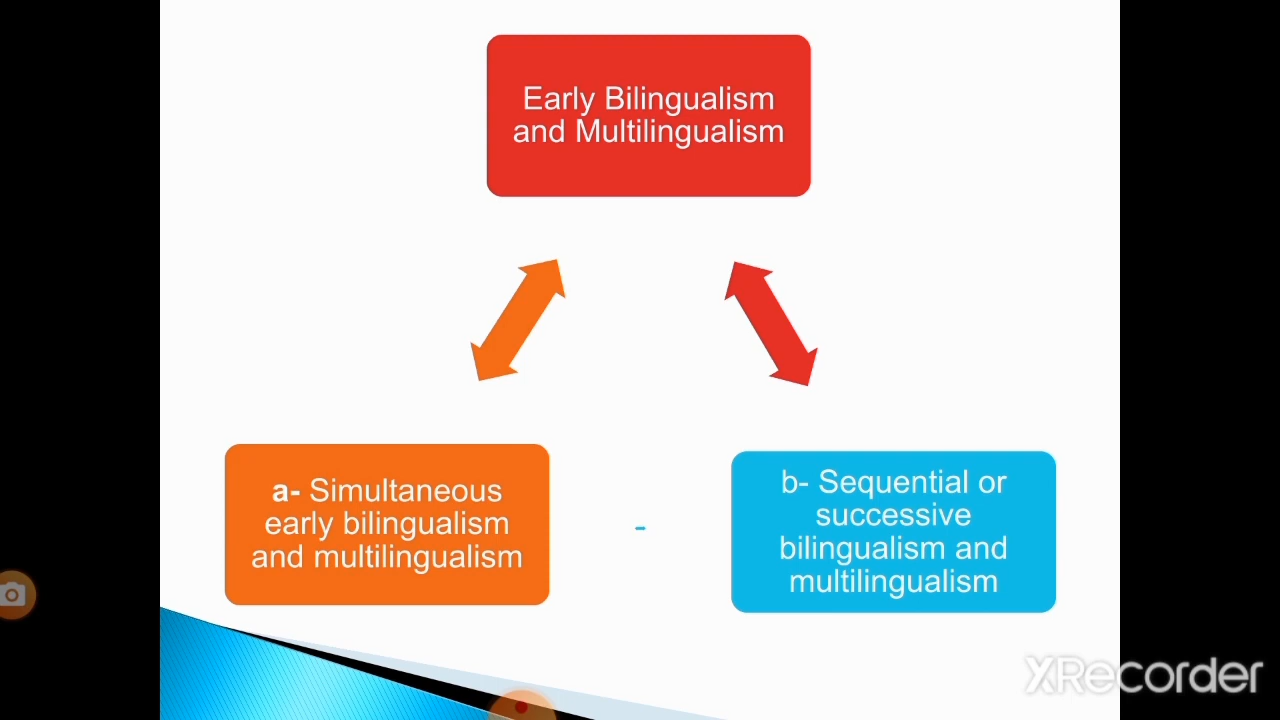 Early Bilingualism
and Multilingualism
a- Simultaneous
early bilingualism
and multilingualism
-
b- Sequential or
successive
bilingualism and
multilingualism
XRecorder